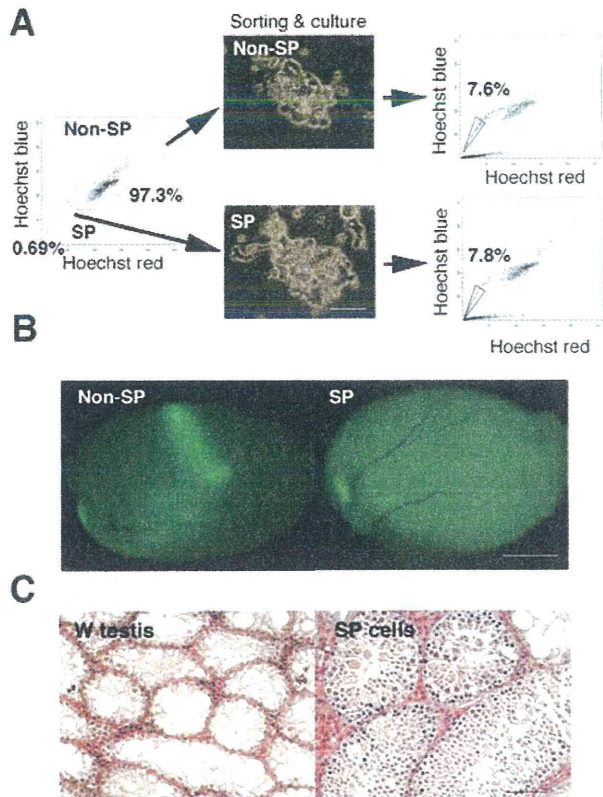 A
Sorting & culture
Non-SP
7.6%
Hoechst blue
Hoechst red
Non-SP
97.3%
SP
0.69%
Hoechst blue
Hoechst red
SP
7.8%
Hoechst blue
Hoechst red
B
Non-SP
SP
C
W testis
SP cells